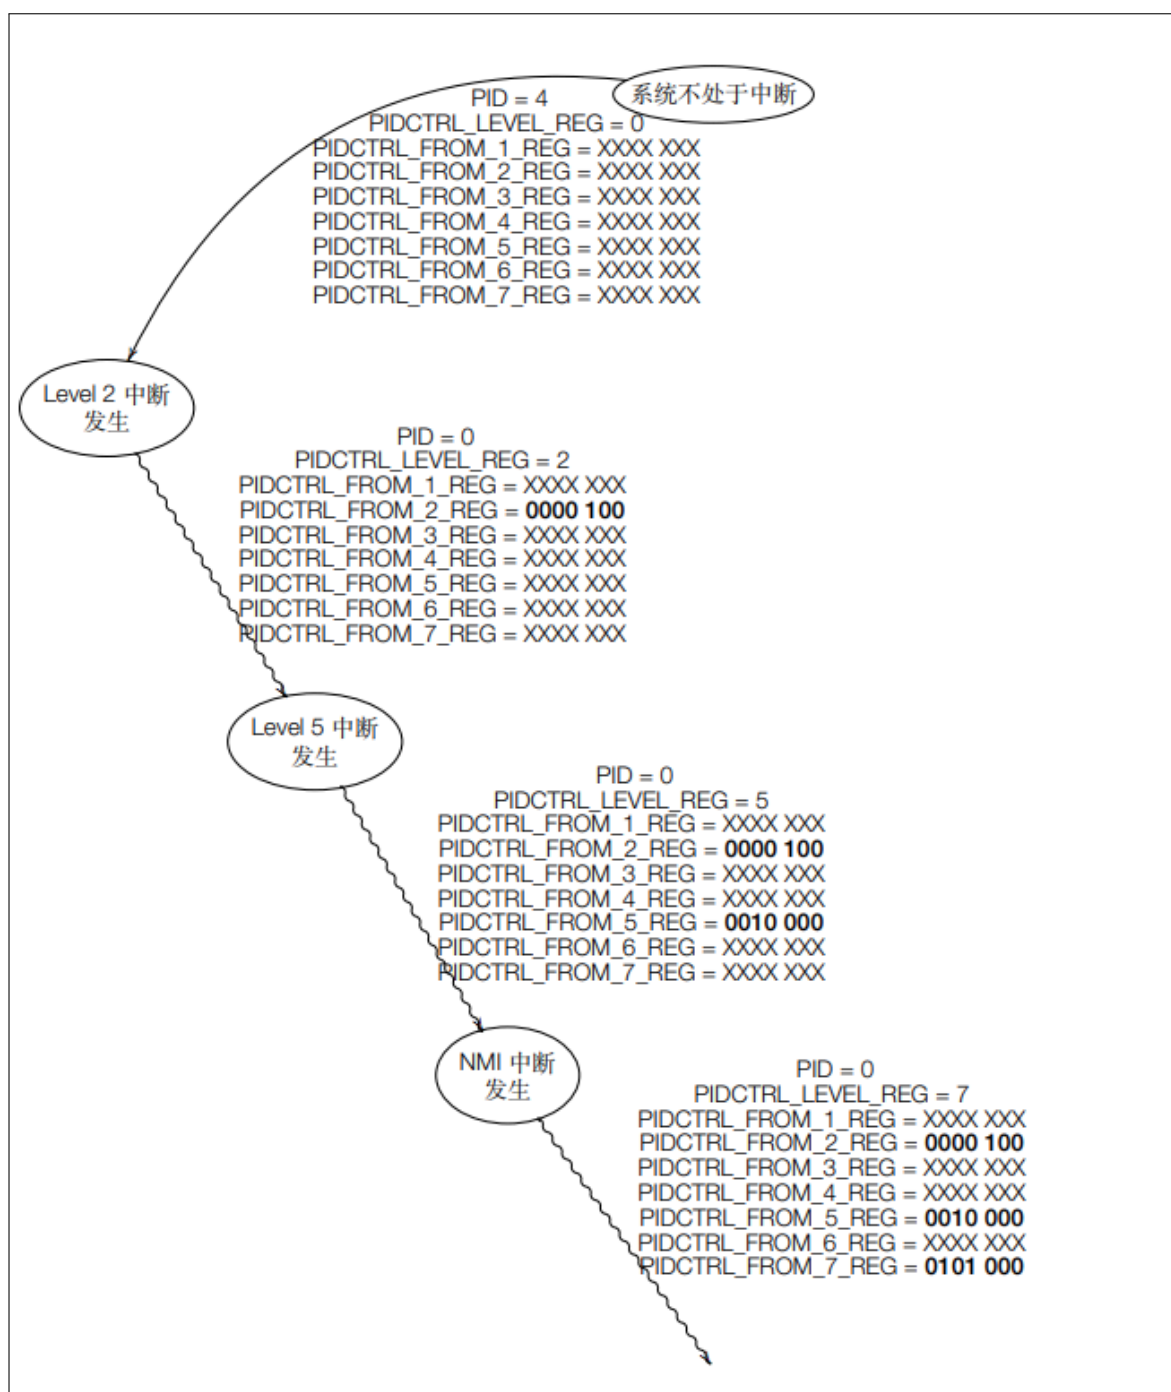 系统不处于中断
PID = 4
PIDCTRL_LEVEL_REG = 0
PIDCTRL_FROM_1_REG = XXXX XXX
PIDCTRL_FROM_2_REG = XXXX XXX
PIDCTRL_FROM_3_REG = XXXX XXX
PIDCTRL_FROM_4_REG = XXXX XXX
PIDCTRL_FROM_5_REG = XXXX XXX
PIDCTRL_FROM_6_REG = XXXX XXX
PIDCTRL_FROM_7_REG = XXXX XXX
Level 2 中断
发生
PID = 0
PIDCTRL_LEVEL_REG = 2
PIDCTRL_FROM_1_REG = XXXX XXX
PIDCTRL_FROM_2_REG = 0000 100
PIDCTRL_FROM_3_REG = XXXX XXX
PIDCTRL_FROM_4_REG = XXXX XXX
PIDCTRL_FROM_5_REG = XXXX XXX
PIDCTRL_FROM_6_REG = XXXX XXX
PIDCTRL_FROM_7_REG = XXXX XXX
Level 5 中断
发生
PID = 0
PIDCTRL_LEVEL_REG = 5
PIDCTRL_FROM_1_REG = XXXX XXX
PIDCTRL_FROM_2_REG = 0000 100
PIDCTRL_FROM_3_REG = XXXX XXX
PIDCTRL_FROM_4_REG = XXXX XXX
PIDCTRL_FROM_5_REG = 0010 000
PIDCTRL_FROM_6_REG = XXXX XXX
PIDCTRL_FROM_7_REG = XXXX XXX
NMI 中断
发生
PID = 0
PIDCTRL_LEVEL_REG = 7
PIDCTRL_FROM_1_REG = XXXX XXX
PIDCTRL_FROM_2_REG = 0000 100
PIDCTRL_FROM_3_REG = XXXX XXX
PIDCTRL_FROM_4_REG = XXXX XXX
PIDCTRL_FROM_5_REG = 0010 000
PIDCTRL_FROM_6_REG = XXXX XXX
PIDCTRL_FROM_7_REG = 0101 000